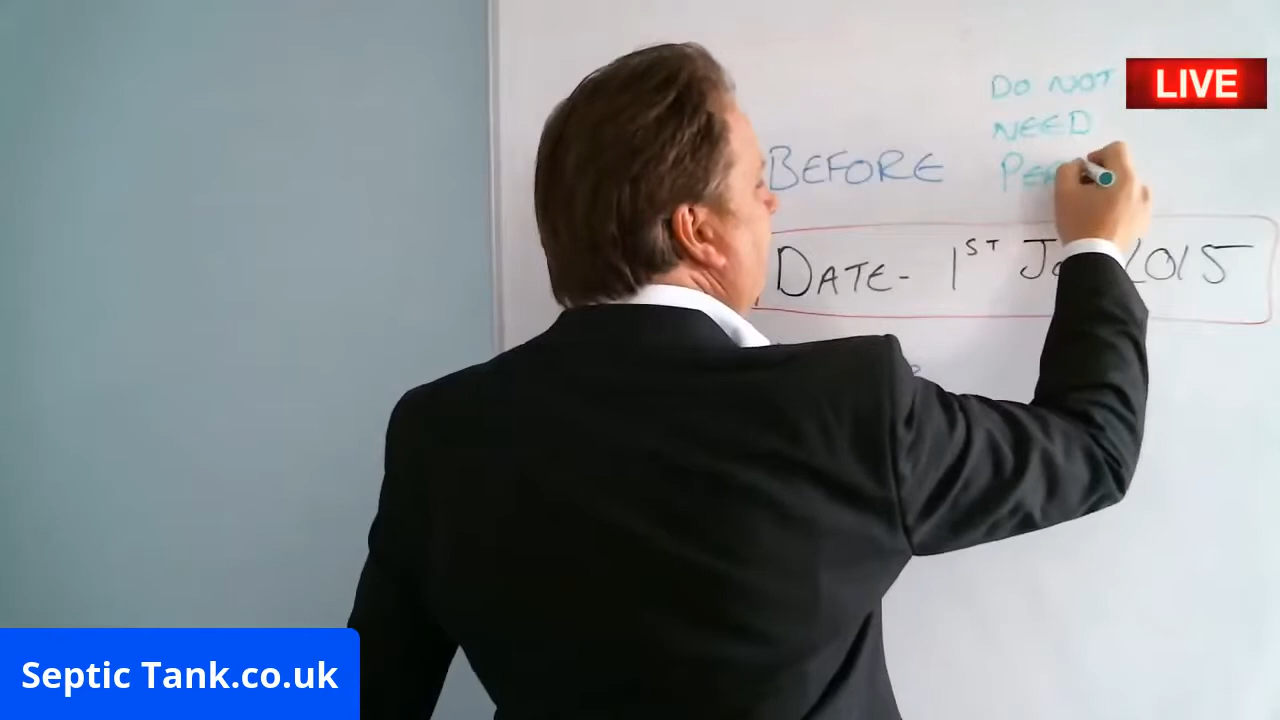 DO NOT
LIVE
NEED
BEFORE
DATE- 1ST 2015
Septic Tank.co.uk